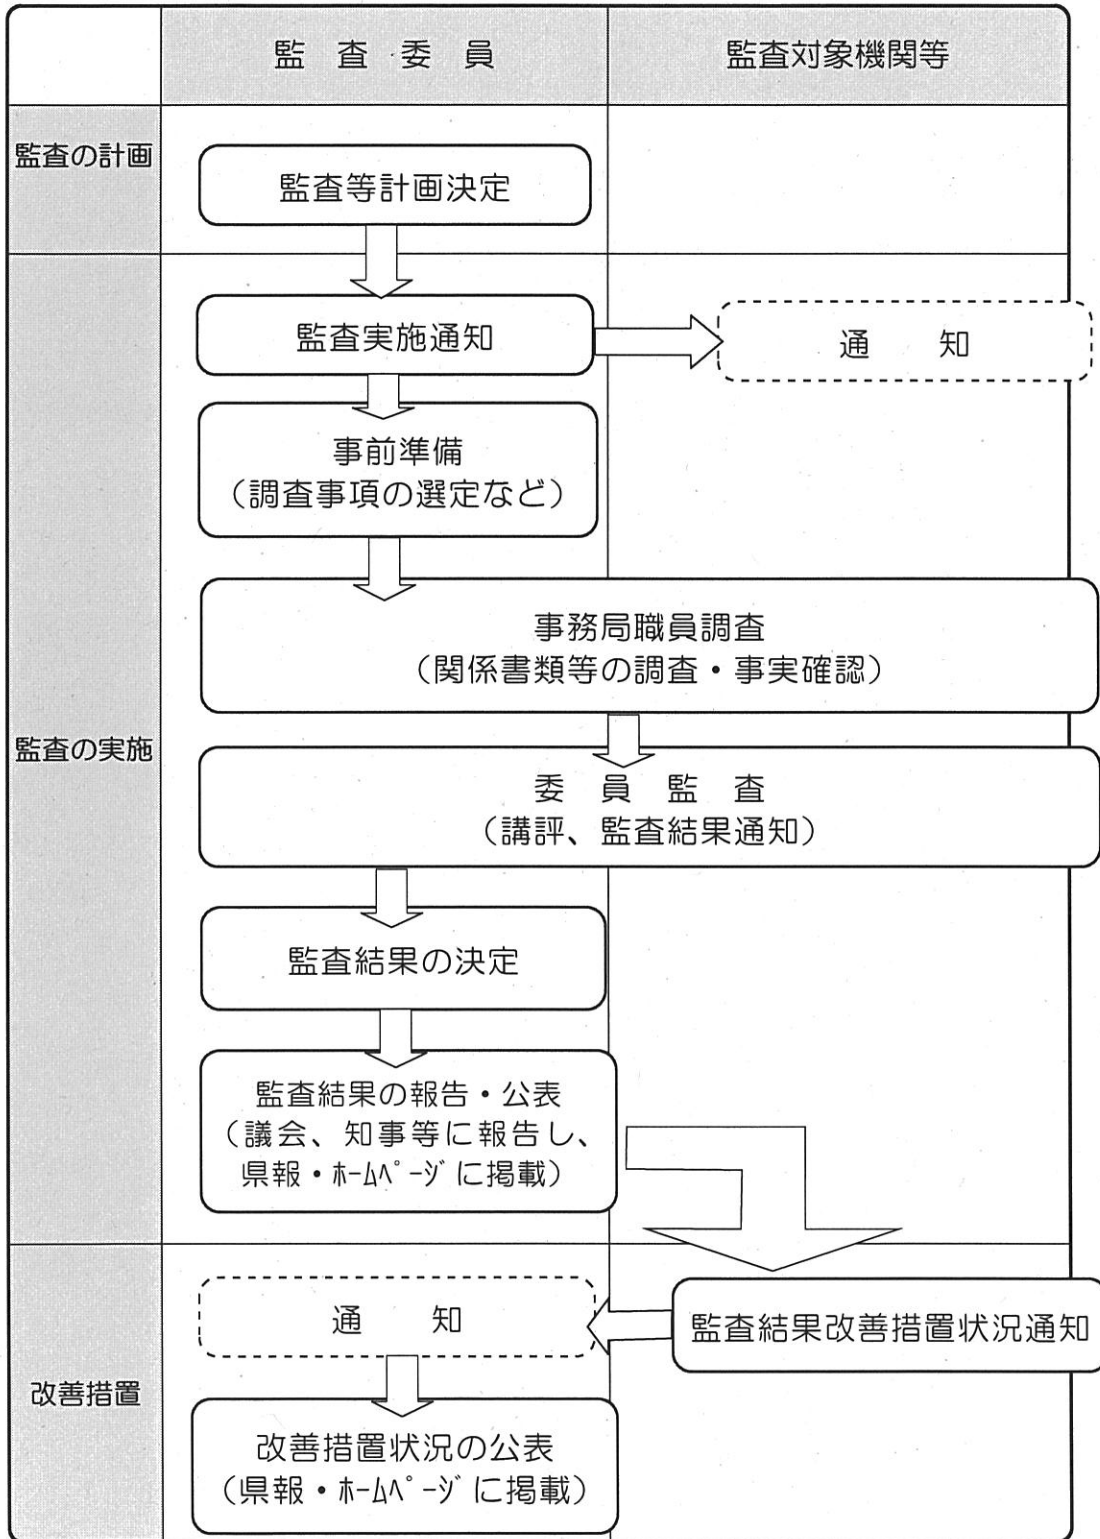 監査委員
監査対象機関等
監査の計画
監査等計画決定
監査実施通知
通知
事前準備
（調査事項の選定など）
事務局職員調査
（関係書類等の調査・事実確認）
監査の実施
委員監査
（講評、監査結果通知）
監査結果の決定
監査結果の報告・公表
（議会、知事等に報告し、
県報・ﾎｰﾑﾍﾟｰｼﾞに掲載）
通知
監査結果改善措置状況通知
改善措置
改善措置状況の公表
（県報・ﾎｰﾑﾍﾟｰｼﾞに掲載）